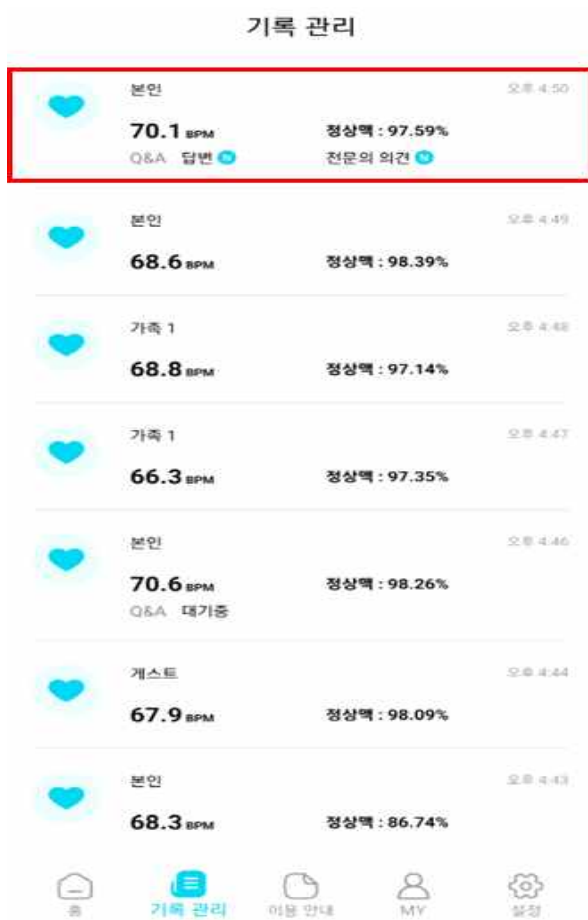 기록 관리
본인 오후 4:50
70.1 BPM 정상맥 : 97.59%
Q&A 답변 N 전문의 의견 N
본인 오후 4:49
68.6 BPM 정상맥 : 98.39%
가족 1 오후 4:48
68.8 BPM 정상맥 : 97.14%
가족 1 오후 4:47
66.3 BPM 정상맥 : 97.35%
본인 오후 4:46
70.6 BPM 정상맥 : 98.26%
Q&A 대기중
게스트 오후 4:44
67.9 BPM 정상맥 : 98.09%
본인 오후 4:43
68.3 BPM 정상맥 : 86.74%
홈 기록 관리 이용 안내 MY 설정